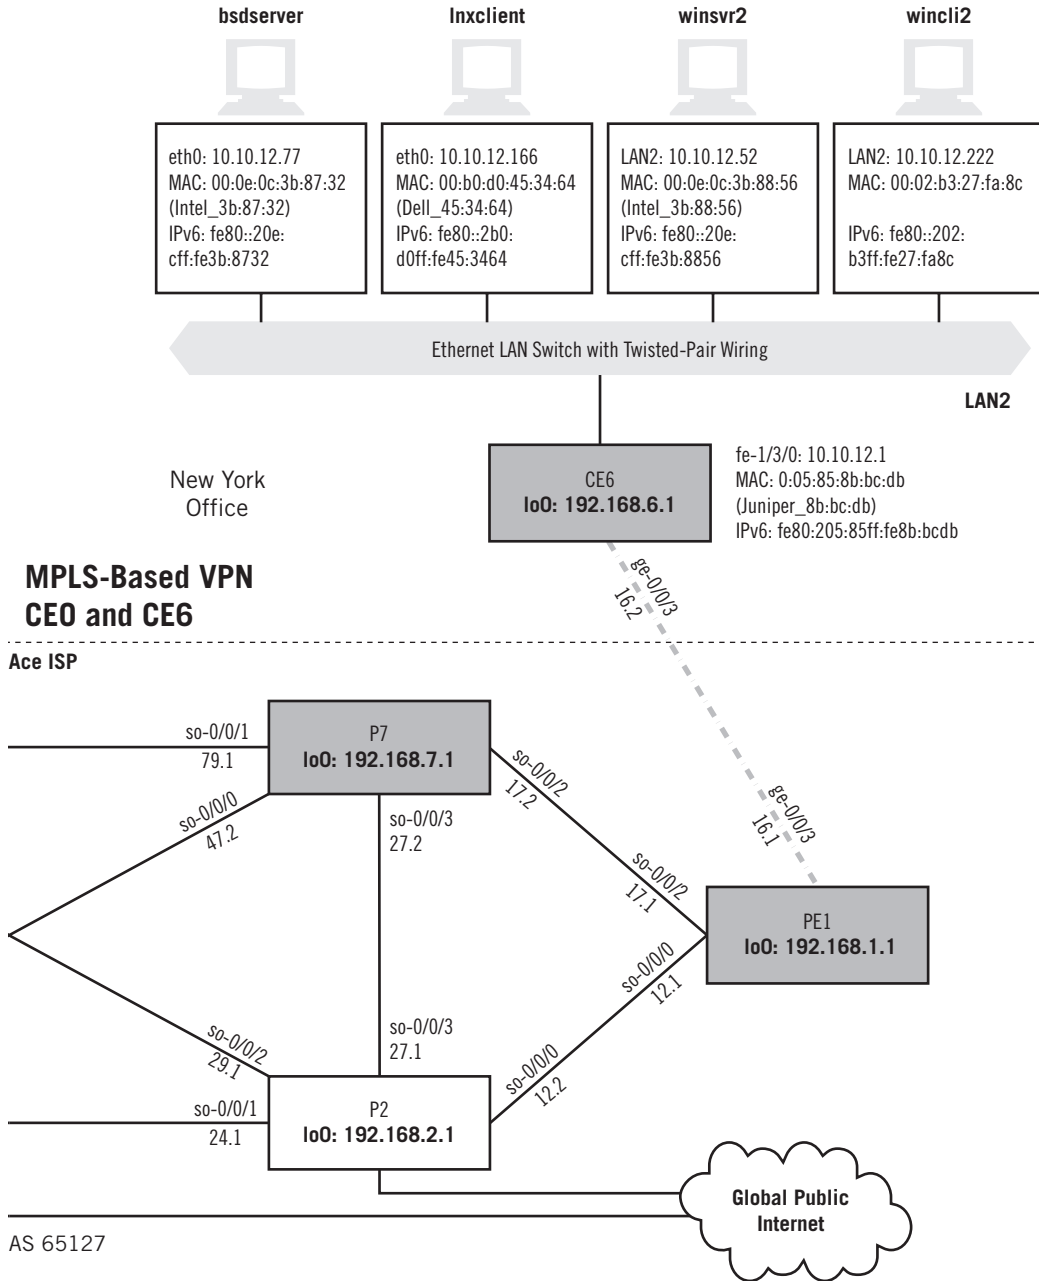 bsdserver
lnxclient
winsvr2
wincli2
eth0: 10.10.12.77
MAC: 00:0e:0c:3b:87:32
(Intel_3b:87:32)
IPv6: fe80::20e:
cff:fe3b:8732
eth0: 10.10.12.166
MAC: 00:b0:d0:45:34:64
(Dell_45:34:64)
IPv6: fe80::2b0:
d0ff:fe45:3464
LAN2: 10.10.12.52
MAC: 00:0e:0c:3b:88:56
(Intel_3b:88:56)
IPv6: fe80::20e:
cff:fe3b:8856
LAN2: 10.10.12.222
MAC: 00:02:b3:27:fa:8c
IPv6: fe80::202:
b3ff:fe27:fa8c
Ethernet LAN Switch with Twisted-Pair Wiring
LAN2
New York
Office
CE6
lo0: 192.168.6.1
fe-1/3/0: 10.10.12.1
MAC: 0:05:85:8b:bc:db
(Juniper_8b:bc:db)
IPv6: fe80:205:85ff:fe8b:bcdb
ge-0/0/3
16.2
MPLS-Based VPN
CE0 and CE6
Ace ISP
so-0/0/1
79.1
P7
lo0: 192.168.7.1
so-0/0/2
17.2
so-0/0/0
47.2
so-0/0/3
27.2
ge-0/0/3
16.1
so-0/0/2
17.1
PE1
lo0: 192.168.1.1
so-0/0/0
12.1
so-0/0/2
29.1
so-0/0/3
27.1
so-0/0/0
12.2
so-0/0/1
24.1
P2
lo0: 192.168.2.1
Global Public
Internet
AS 65127